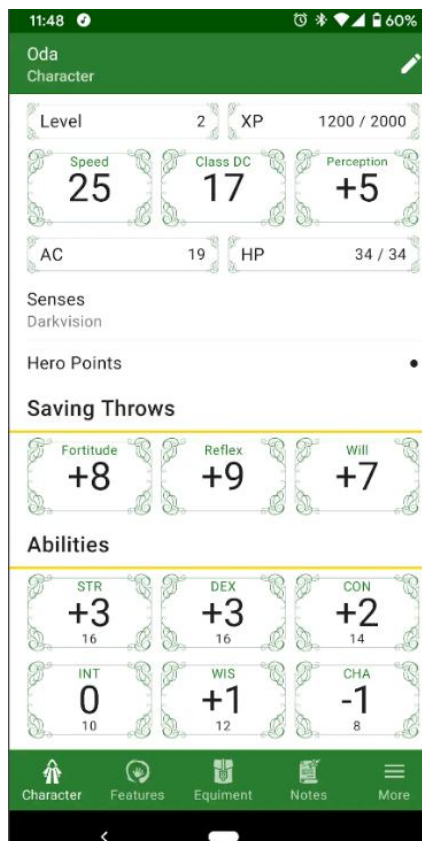 11:48 60%
Oda
Character
Level 2 XP 1200 / 2000
Speed Class DC Perception
25 17 +5
AC 19 HP 34 / 34
Senses
Darkvision
Hero Points
Saving Throws
Fortitude Reflex Will
+8 +9 +7
Abilities
STR DEX CON
+3 +3 +2
16 16 14
INT WIS CHA
0 +1 -1
10 12 8
Character Features Equiment Notes More